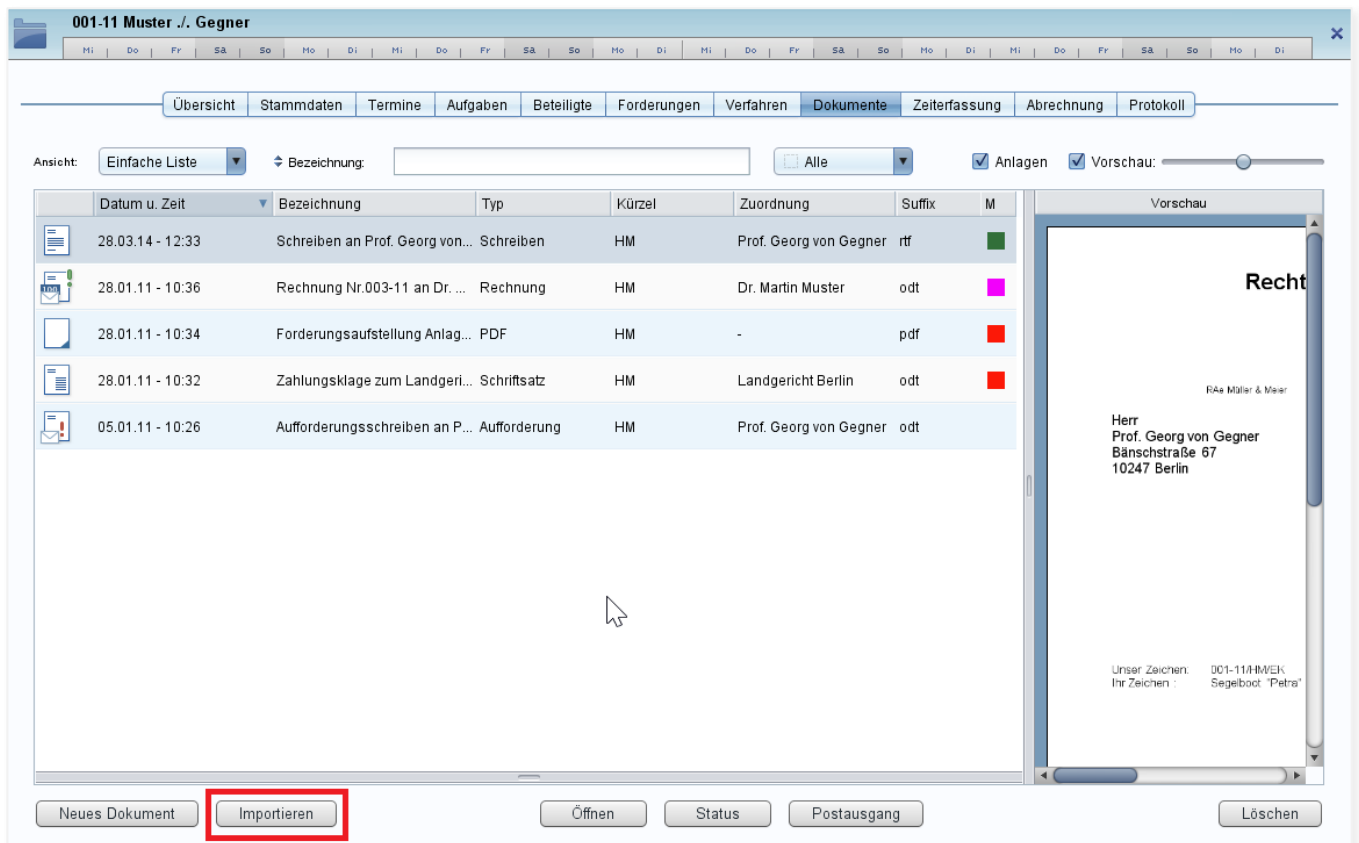 001-11 Muster ./. Gegner
Mi Do Fr Sa So Mo Di Mi Do Fr Sa So Mo Di Mi Do Fr Sa So Mo Di Mi Do Fr Sa So Mo Di
Übersicht Stammdaten Termine Aufgaben Beteiligte Forderungen Verfahren Dokumente Zeiterfassung Abrechnung Protokoll
Ansicht: Einfache Liste Bezeichnung: Alle Anlagen Vorschau:
Datum u. Zeit Bezeichnung Typ Kürzel Zuordnung Suffix M Vorschau
28.03.14 - 12:33 Schreiben an Prof. Georg von... Schreiben HM Prof. Georg von Gegner rtf
100 28.01.11 - 10:36 Rechnung Nr.003-11 an Dr. ... Rechnung HM Dr. Martin Muster odt
28.01.11 - 10:34 Forderungsaufstellung Anlag... PDF HM - pdf
28.01.11 - 10:32 Zahlungsklage zum Landgeri... Schriftsatz HM Landgericht Berlin odt
05.01.11 - 10:26 Aufforderungsschreiben an P... Aufforderung HM Prof. Georg von Gegner odt
Recht
RAe Müller & Meier
Herr
Prof. Georg von Gegner
Bänschstraße 67
10247 Berlin
Unser Zeichen: 001-11/HM/EK
Ihr Zeichen : Segelboot "Petra"
Neues Dokument Importieren Öffnen Status Postausgang Löschen